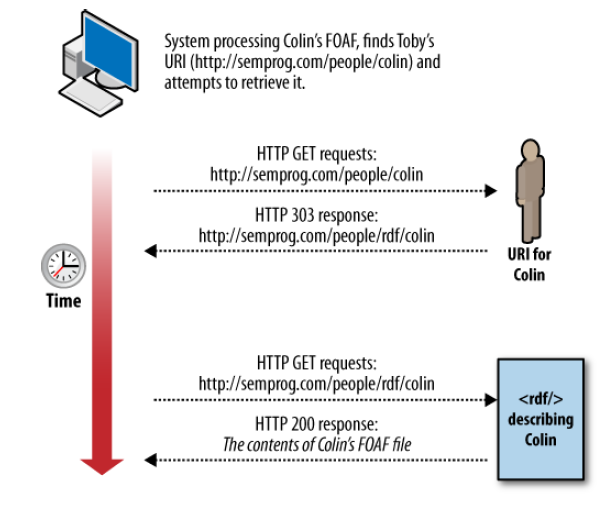 System processing Colin's FOAF, finds Toby's
URI (http://semprog.com/people/colin) and
attempts to retrieve it.
HTTP GET requests:
http://semprog.com/people/colin
HTTP 303 response:
http://semprog.com/people/rdf/colin
URI for
Colin
Time
HTTP GET requests:
http://semprog.com/people/rdf/colin
<rdf/>
describing
Colin
HTTP 200 response:
The contents of Colin's FOAF file